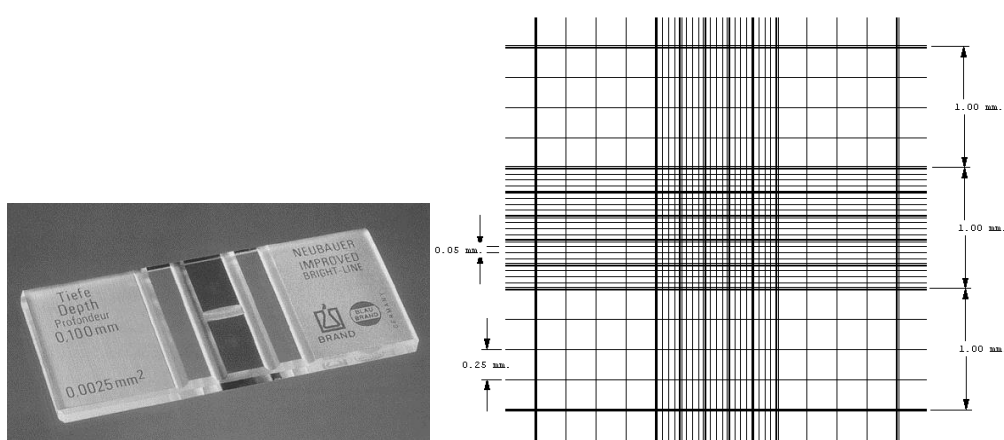 Tiefe
Depth
Profondeur
0,100 mm
0,0025 mm²
NEUBAUER
IMPROVED
BRIGHT-LINE
BLAU
BRAND
BRAND
GERMANY
1.00 mm.
1.00 mm.
0.05 mm.
1.00 mm
0.25 mm.